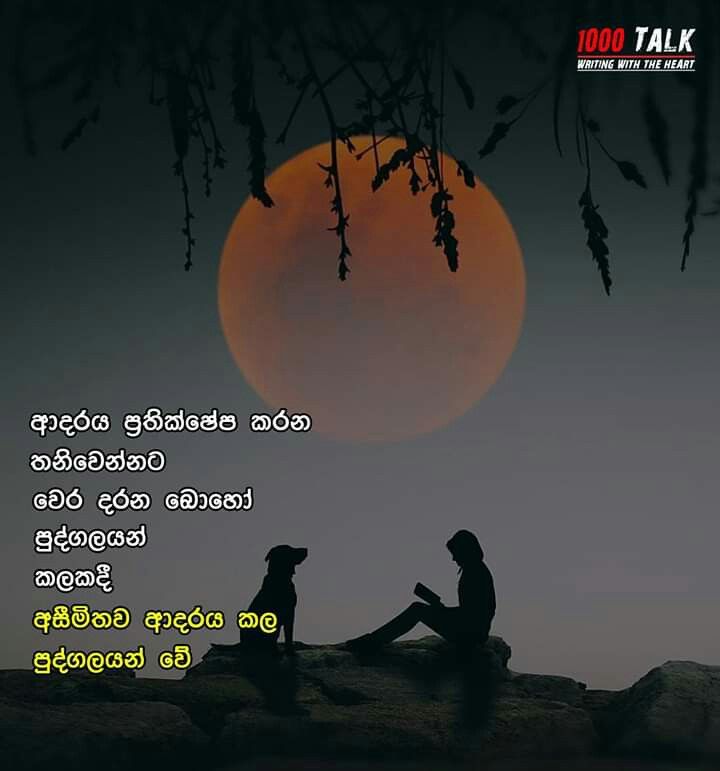 1000 TALK
WRITING WITH THE HEART
ආදරය ප්‍රතික්ෂේප කරන
තනිවෙන්නට
වෙර දරන බොහෝ
පුද්ගලයන්
කලකදී
අසීමිතව ආදරය කල
පුද්ගලයන් වේ